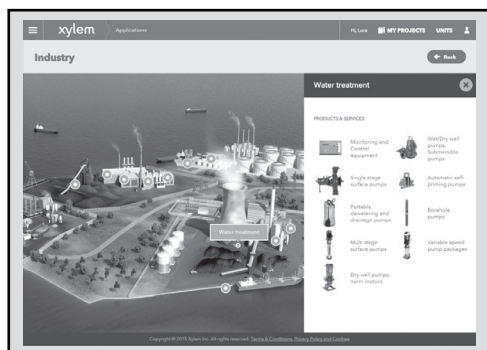 xylem
Applications
Hi, Luca
MY PROJECTS
UNITS
Industry
Back
Water treatment
PRODUCTS & SERVICES
Monitoring and
Control
equipment
Wet/Dry well
pumps,
Submersible
pumps
Single stage
surface pumps
Automatic self-
priming pumps
Portable
dewatering and
drainage pumps
Borehole
pumps
Multi stage
surface pumps
Variable speed
pump packages
Dry well pumps,
norm motors
Water treatment
Copyright © 2015 Xylem Inc. All rights reserved. Terms & Conditions, Privacy Policy and Cookies